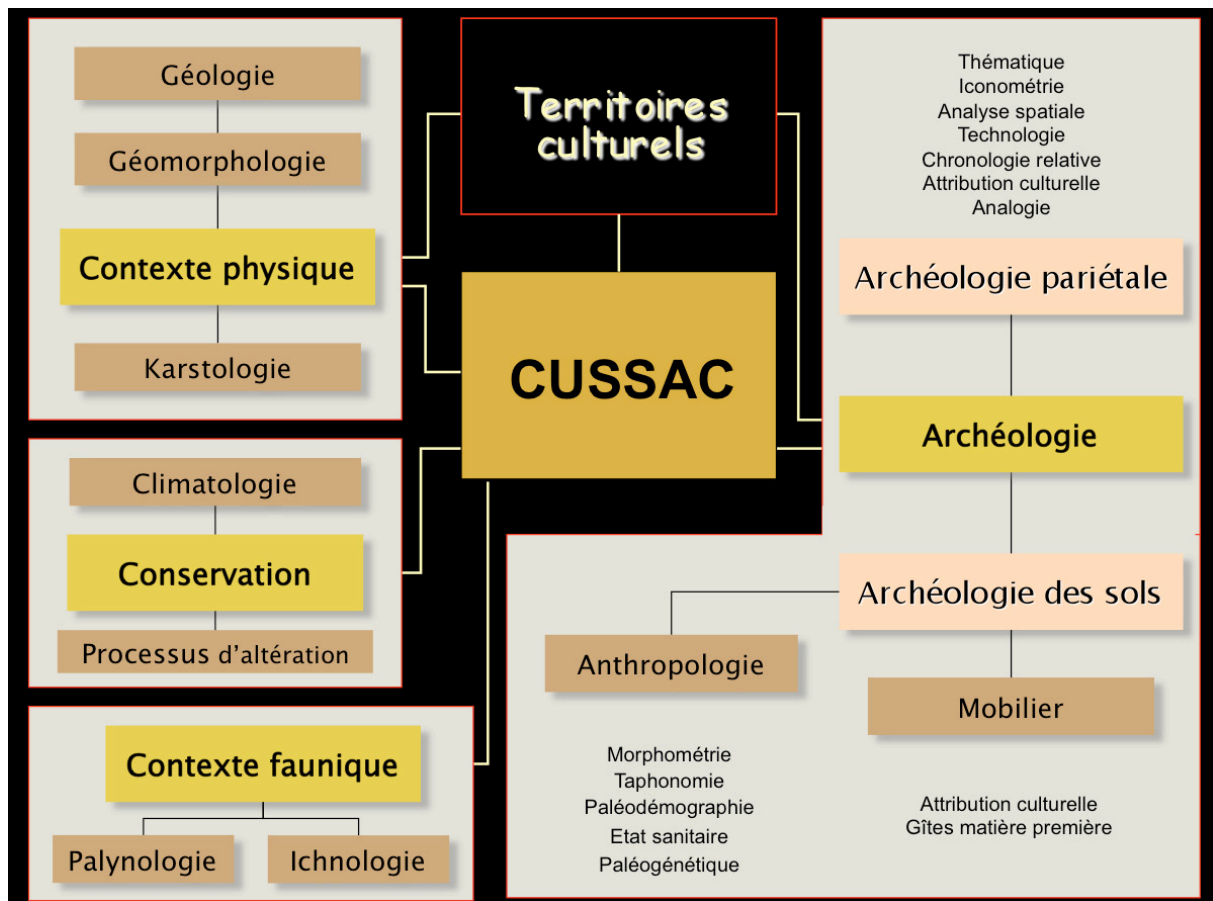 Géologie
Géomorphologie
Contexte physique
Karstologie
Climatologie
Conservation
Processus d'altération
Contexte faunique
Palynologie
Ichnologie
Territoires
culturels
CUSSAC
Thématique
Iconométrie
Analyse spatiale
Technologie
Chronologie relative
Attribution culturelle
Analogie
Archéologie pariétale
Archéologie
Archéologie des sols
Anthropologie
Morphométrie
Taphonomie
Paléodémographie
Etat sanitaire
Paléogénétique
Mobilier
Attribution culturelle
Gîtes matière première